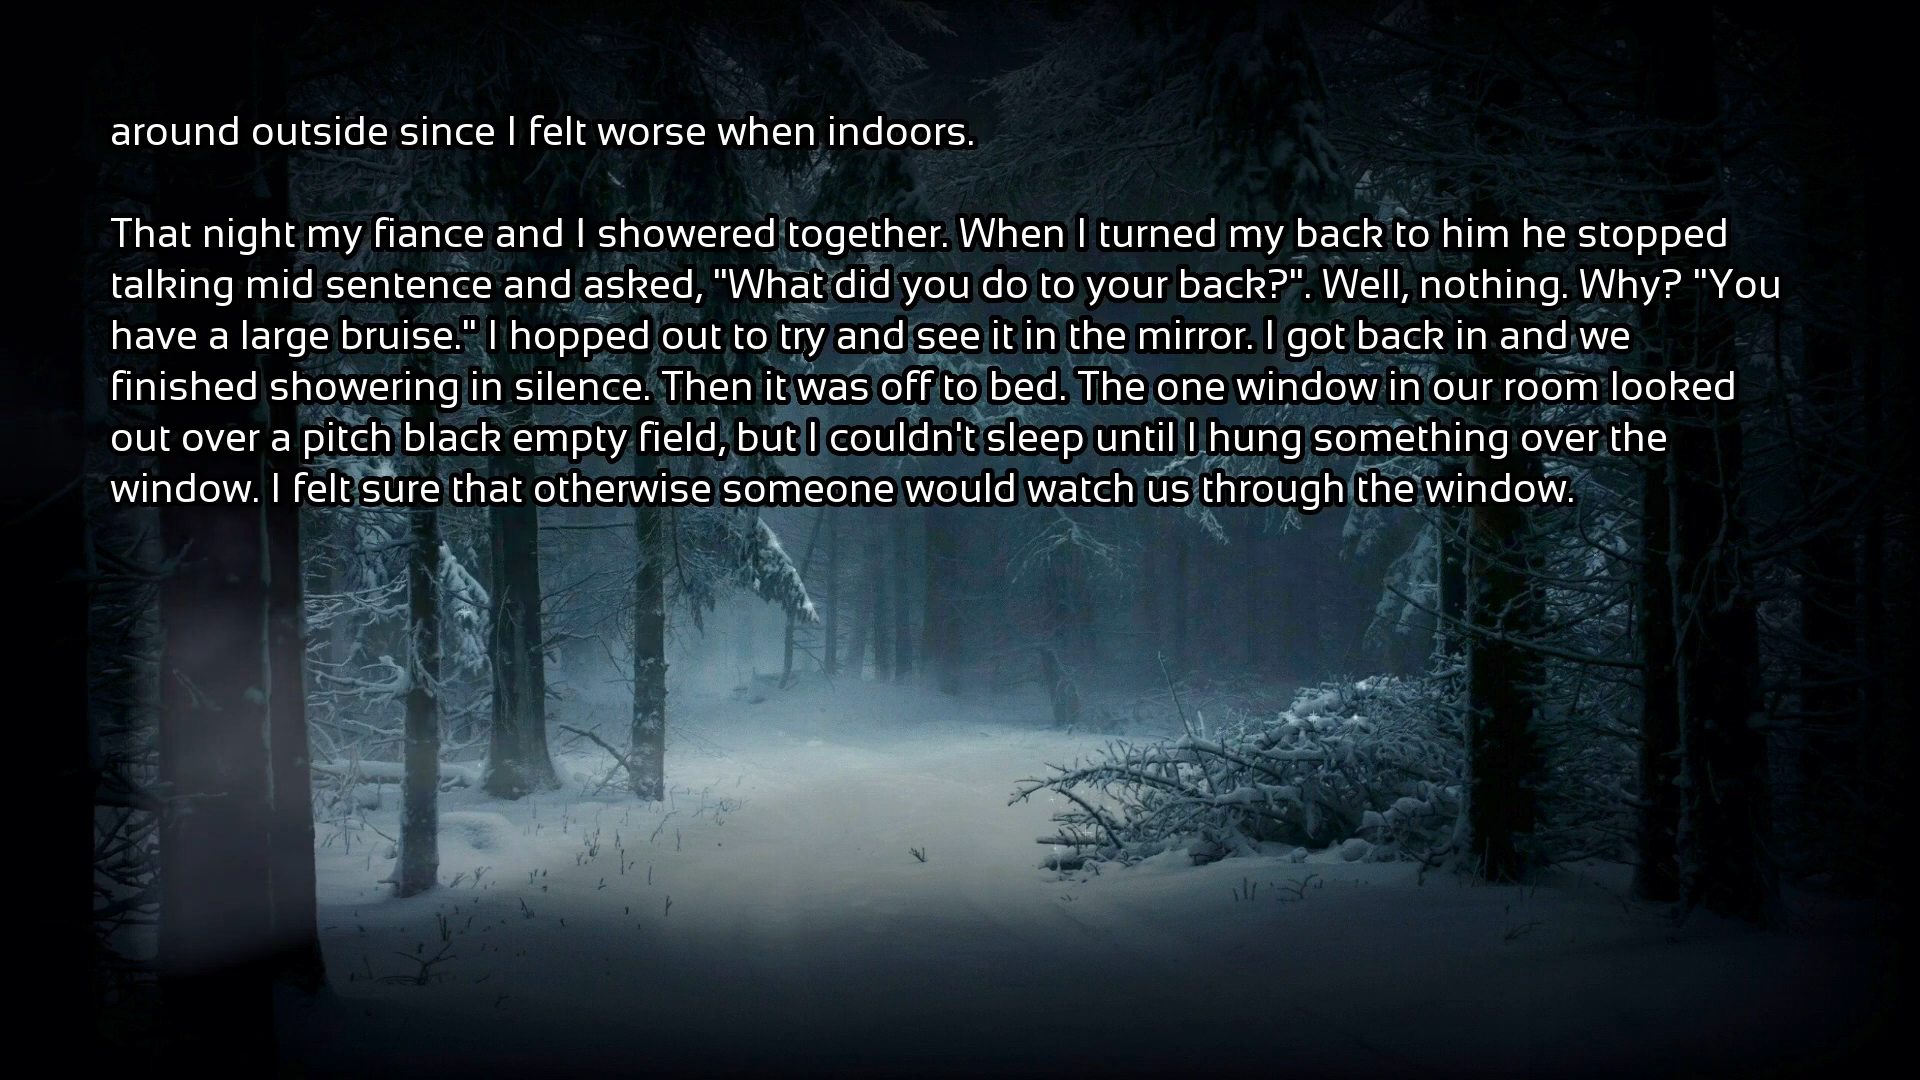 around outside since I felt worse when indoors.
That night my fiance and I showered together. When I turned my back to him he stopped
talking mid sentence and asked, "What did you do to your back?". Well, nothing. Why? "You
have a large bruise." I hopped out to try and see it in the mirror. I got back in and we
finished showering in silence. Then it was off to bed. The one window in our room looked
out over a pitch black empty field, but I couldn't sleep until I hung something over the
window. I felt sure that otherwise someone would watch us through the window.